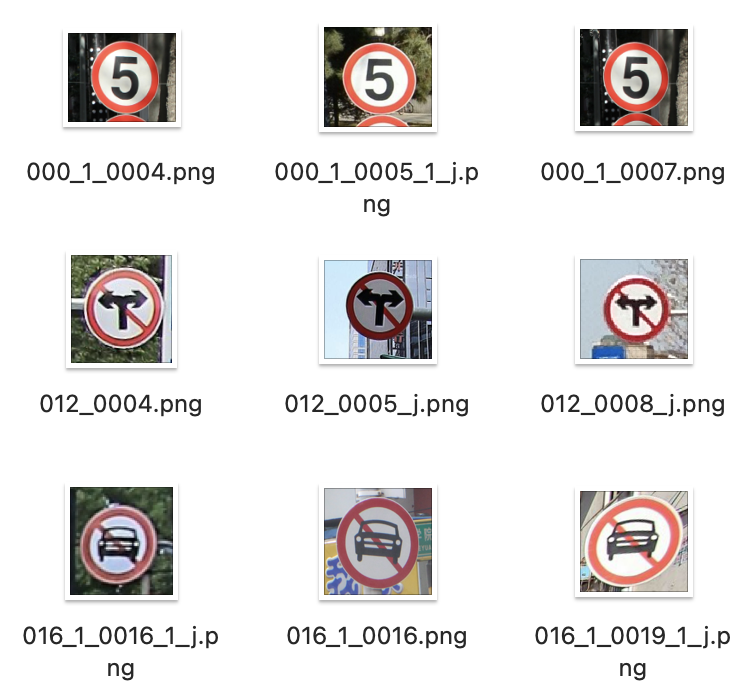 5
5
5
000_1_0004.png
000_1_0005_1_j.p
ng
000_1_0007.png
012_0004.png
012_0005_j.png
012_0008_j.png
016_1_0016_1_j.p
ng
016_1_0016.png
016_1_0019_1_j.p
ng